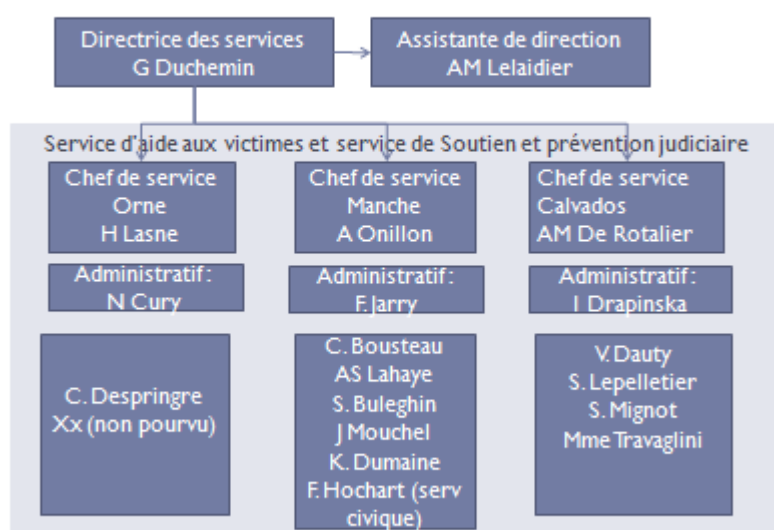 Directrice des services
G Duchemin
Assistante de direction
AM Lelaidier
Service d'aide aux victimes et service de Soutien et prévention judiciaire
Chef de service
Orne
H Lasne
Administratif :
N Cury
C. Despringre
Xx (non pourvu)
Chef de service
Manche
A Onillon
Administratif :
F. Jarry
C. Bousteau
AS Lahaye
S. Buleghin
J Mouchel
K. Dumaine
F. Hochart (serv
civique)
Chef de service
Calvados
AM De Rotalier
Administratif :
I Drapinska
V. Dauty
S. Lepelletier
S. Mignot
Mme Travaglini